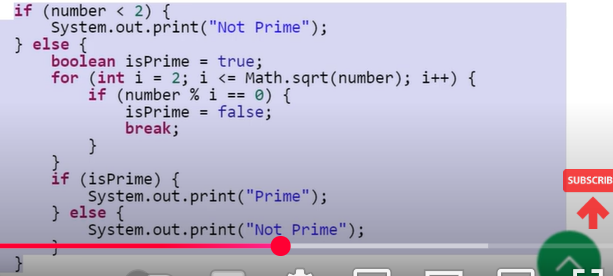 if (number < 2) {
    System.out.print("Not Prime");
} else {
    boolean isPrime = true;
    for (int i = 2; i <= Math.sqrt(number); i++) {
        if (number % i == 0) {
            isPrime = false;
            break;
        }
    }
    if (isPrime) {
        System.out.print("Prime");
    } else {
        System.out.print("Not Prime");
    }
}
SUBSCRIB